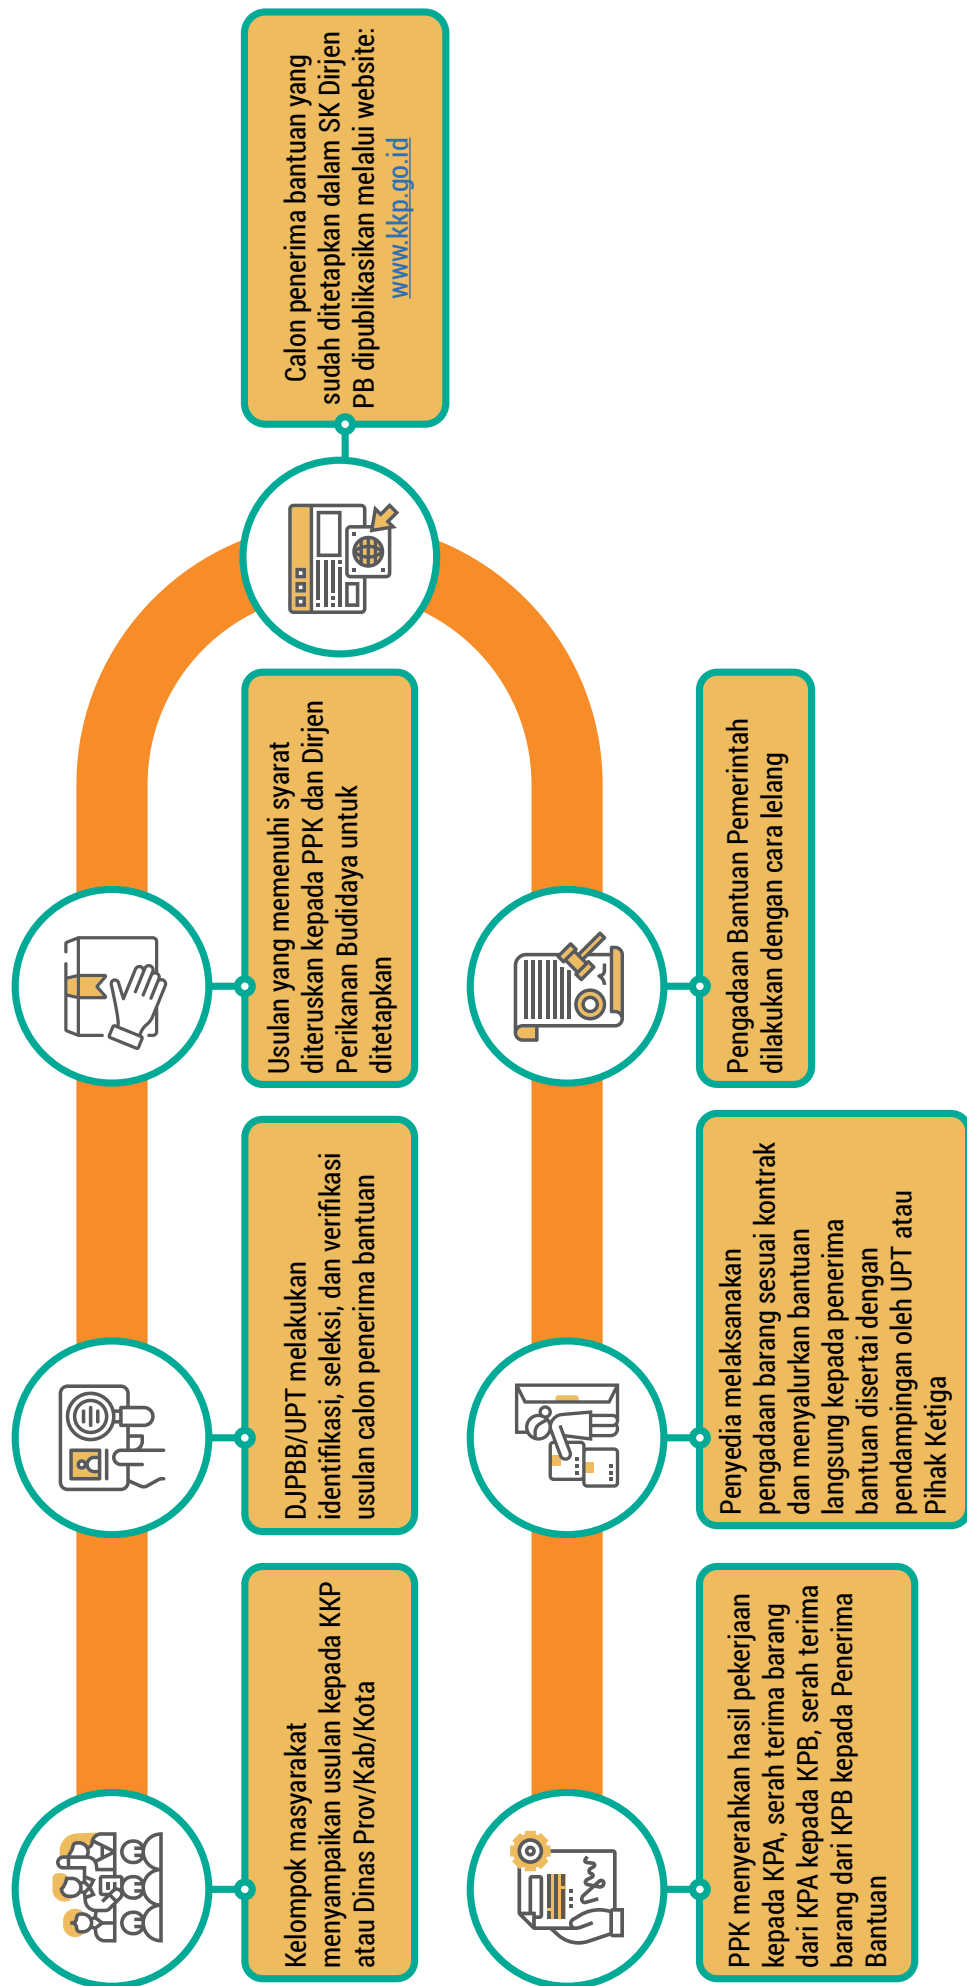 Kelompok masyarakat
menyampaikan usulan kepada KKP
atau Dinas Prov/Kab/Kota
DJPBB/UPT melakukan
identifikasi, seleksi, dan verifikasi
usulan calon penerima bantuan
Usulan yang memenuhi syarat
diteruskan kepada PPK dan Dirjen
Perikanan Budidaya untuk
ditetapkan
Calon penerima bantuan yang
sudah ditetapkan dalam SK Dirjen
PB dipublikasikan melalui website:
www.kkp.go.id
Pengadaan Bantuan Pemerintah
dilakukan dengan cara lelang
Penyedia melaksanakan
pengadaan barang sesuai kontrak
dan menyalurkan bantuan
langsung kepada penerima
bantuan disertai dengan
pendampingan oleh UPT atau
Pihak Ketiga
PPK menyerahkan hasil pekerjaan
kepada KPA, serah terima barang
dari KPA kepada KPB, serah terima
barang dari KPB kepada Penerima
Bantuan